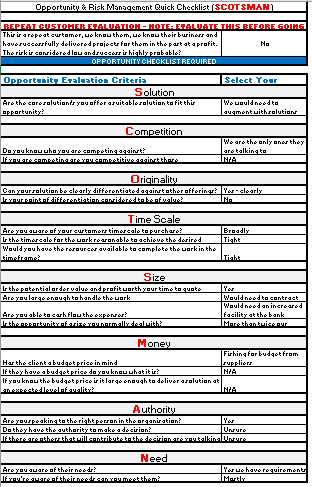 Opportunity & Risk Management Quick Checklist (SCOTSMAN)
REPEAT CUSTOMER EVALUATION - NOTE: EVALUATE THIS BEFORE GOING
This is a repeat customer, we know them, we know their business and
have successfully delivered projects for them in the past at a profit.
The risk is considered low and success is highly probable?
No
OPPORTUNITY CHECKLIST REQUIRED
Opportunity Evaluation Criteria Select Your
Solution
Are the core solutions you offer a suitable solution to fit this
opportunity?
We would need to
augment with solutions
Competition
Do you know who you are competing against?
We are the only ones they
are talking to
If you are competing are you competitive against those N/A
Originality
Can your solution be clearly differentiated against other offerings? Yes - clearly
Is your point of differentiation considered to be of value? No
Time Scale
Are you aware of your customers timescale to purchase? Broadly
Is the timescale for the work reasonable to achieve the desired Tight
Would you have the resources available to complete the work in the
timeframe? Tight
Size
Is the potential order value and profit worth your time to quote Yes
Are you large enough to handle the work Would need to contract
Are you able to cash flow the expenses?
Would need an increased
facility at the bank
Is the opportunity of a size you normally deal with? More than twice our
Money
Has the client a budget price in mind
Fishing for budget from
suppliers
If they have a budget price do you know what it is? N/A
If you know the budget price is it large enough to deliver a solution at
an expected level of quality? N/A
Authority
Are you speaking to the right person in the organisation? Yes
Do they have the authority to make a decision? Unsure
If there are others that will contribute to the decision are you talking Unsure
Need
Are you aware of their needs? Yes we have requirements
If you're aware of their needs can you meet them? Mostly